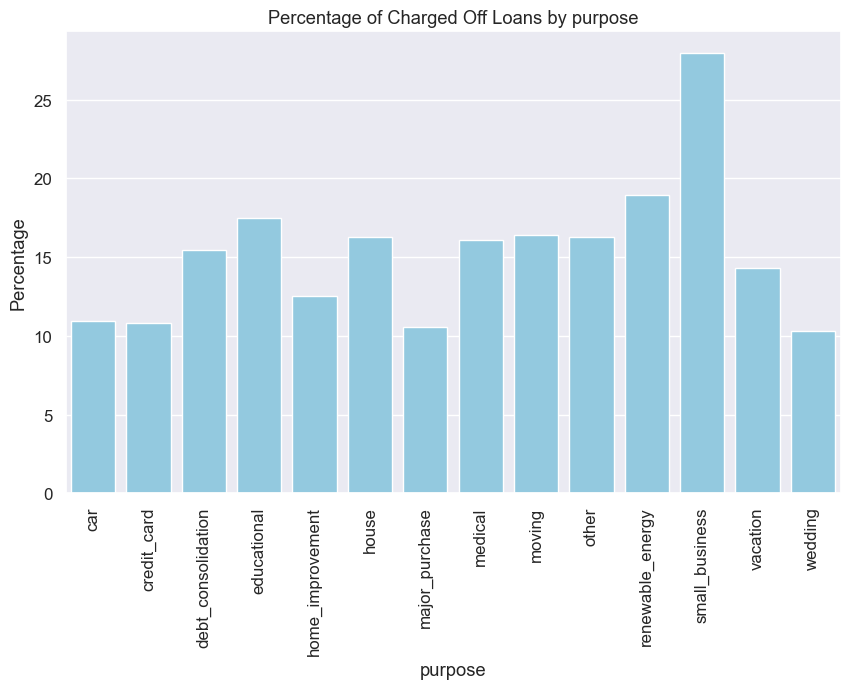 Percentage of Charged Off Loans by purpose
Percentage
25
20
15
10
5
0
car
credit_card
debt_consolidation
educational
home_improvement
house
major_purchase
medical
moving
other
renewable_energy
small_business
vacation
wedding
purpose